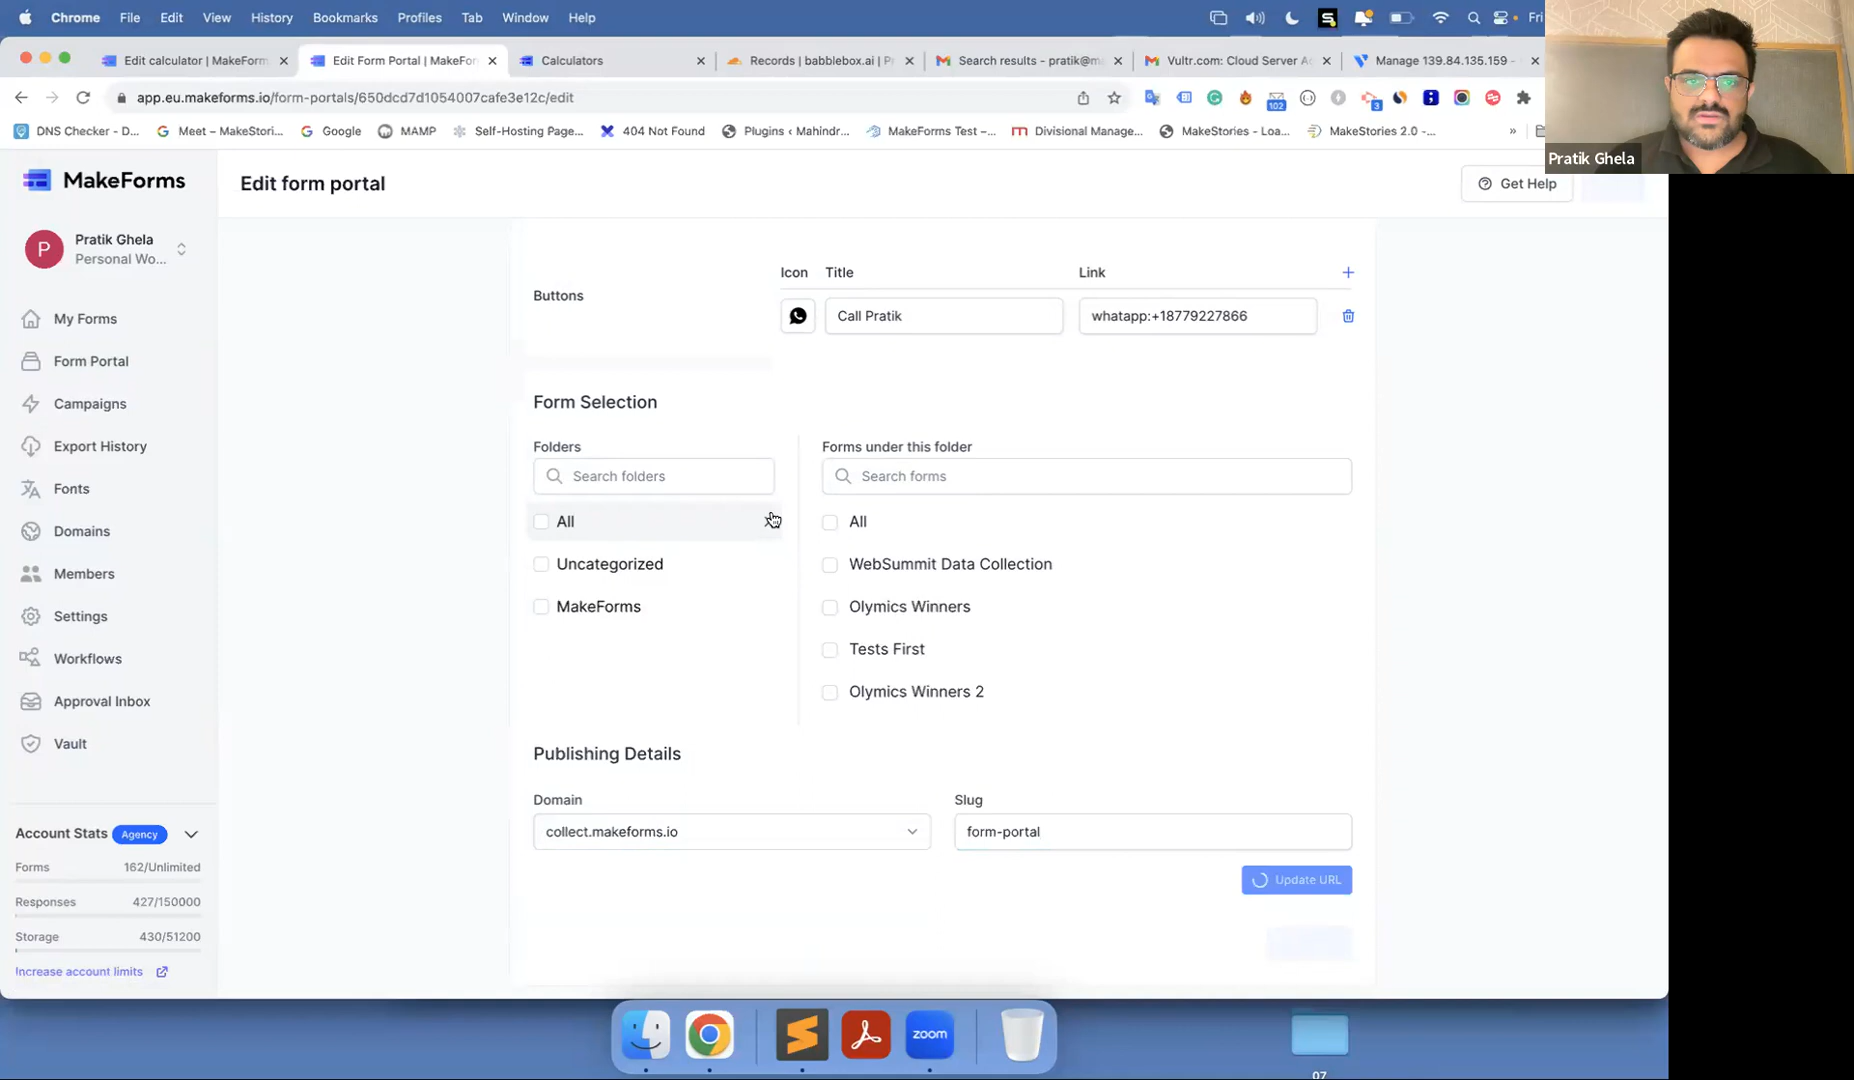 Chrome File Edit View History Bookmarks Profiles Tab Window Help Fri
Edit calculator | MakeForm Edit Form Portal | MakeFor Calculators Records | babblebox.ai | P Search results - pratik@m Vultr.com: Cloud Server A Manage 139.84.135.159 -
app.eu.makeforms.io/form-portals/650dcd7d1054007cafe3e12c/edit 102 3
DNS Checker - D... Meet – MakeStori... Google MAMP Self-Hosting Page... 404 Not Found Plugins ‹ Mahindr... MakeForms Test –... Divisional Manage... MakeStories - Loa... MakeStories 2.0 -... »
Pratik Ghela
MakeForms
Edit form portal
Get Help
P
Pratik Ghela
Personal Wo...
My Forms
Form Portal
Campaigns
Export History
Fonts
Domains
Members
Settings
Workflows
Approval Inbox
Vault
Account Stats Agency
Forms 162/Unlimited
Responses 427/150000
Storage 430/51200
Increase account limits
Buttons
Icon Title Link +
Call Pratik whatapp:+18779227866
Form Selection
Folders
Search folders
All
Uncategorized
MakeForms
Forms under this folder
Search forms
All
WebSummit Data Collection
Olymics Winners
Tests First
Olymics Winners 2
Publishing Details
Domain Slug
collect.makeforms.io form-portal
Update URL
zoom
07